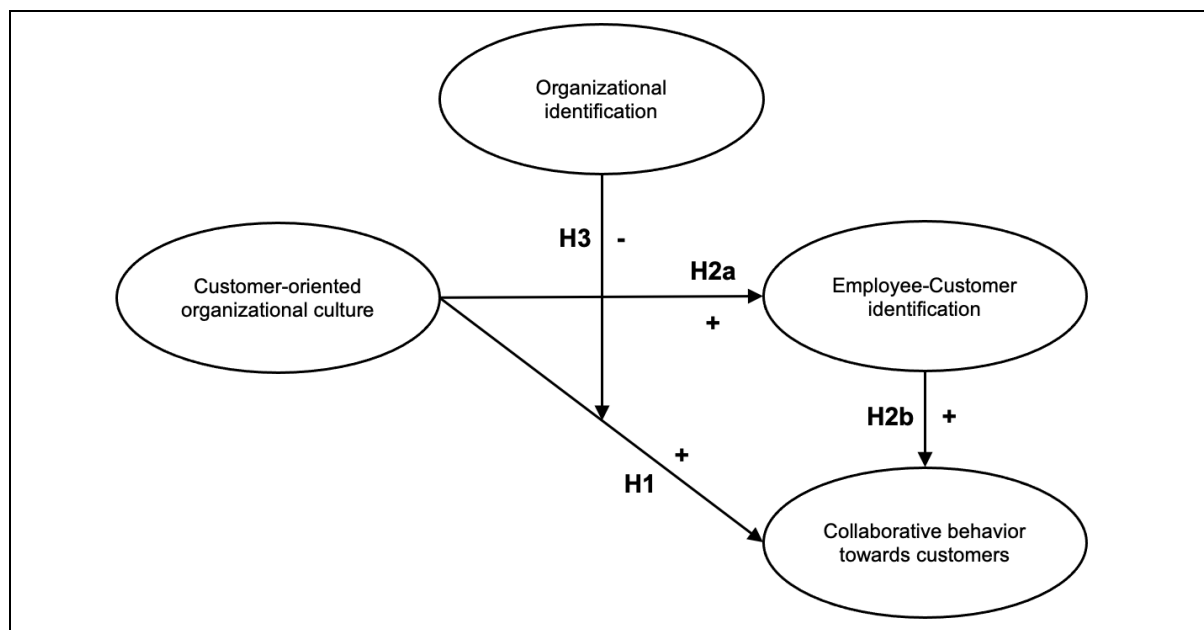 Organizational
identification
H3 -
H2a
Customer-oriented
organizational culture
Employee-Customer
identification
+
H2b +
+
H1
Collaborative behavior
towards customers